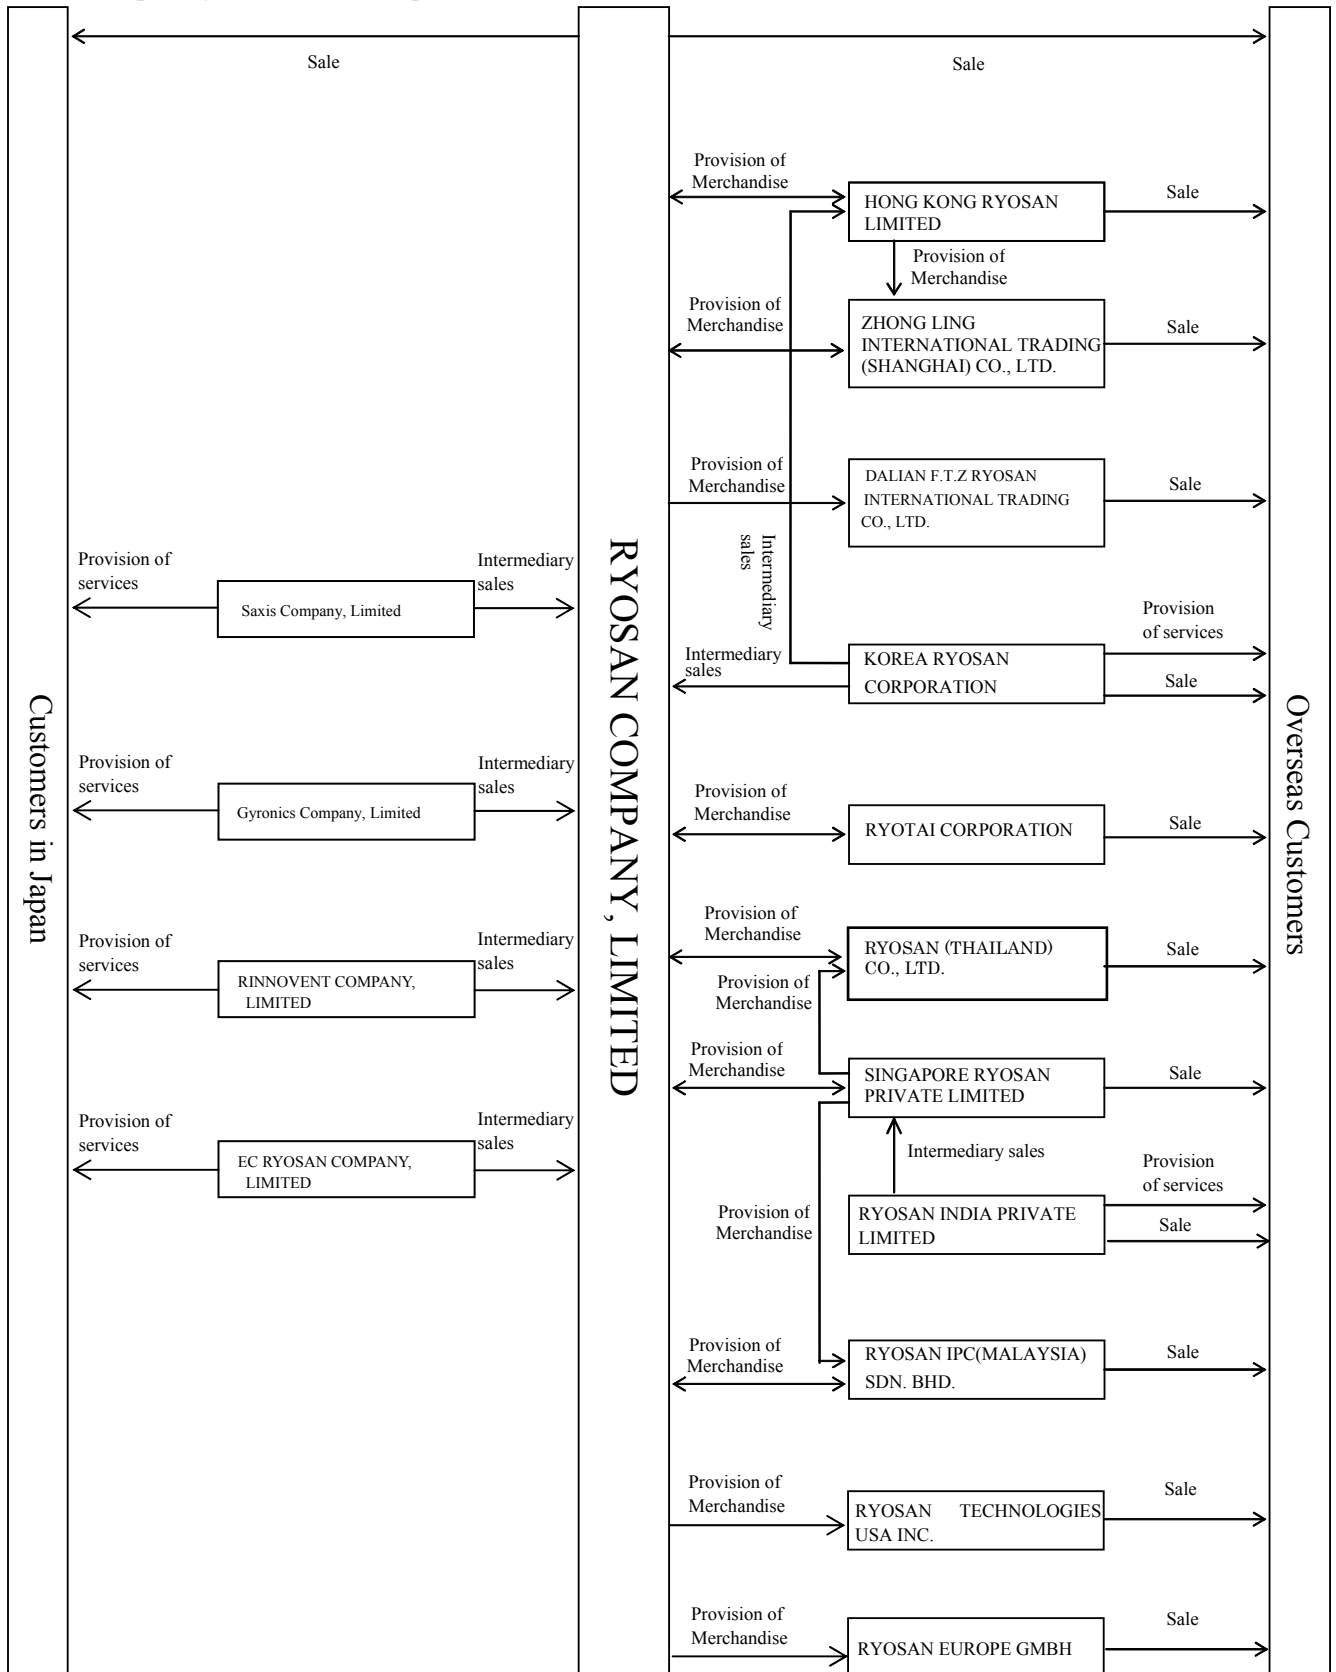 Sale
Sale
Provision of
Merchandise
HONG KONG RYOSAN
LIMITED
Sale
Provision of
Merchandise
Provision of
Merchandise
ZHONG LING
INTERNATIONAL TRADING
(SHANGHAI) CO., LTD.
Sale
Provision of
Merchandise
DALIAN F.T.Z RYOSAN
INTERNATIONAL TRADING
CO., LTD.
Sale
Intermediary
sales
Provision of
services
Saxis Company, Limited
Intermediary
sales
RYOSAN COMPANY, LIMITED
Intermediary
sales
KOREA RYOSAN
CORPORATION
Provision
of services
Sale
Customers in Japan
Overseas Customers
Provision of
services
Gyronics Company, Limited
Intermediary
sales
Provision of
Merchandise
RYOTAI CORPORATION
Sale
Provision of
services
RINNOVENT COMPANY,
LIMITED
Intermediary
sales
Provision of
Merchandise
RYOSAN (THAILAND)
CO., LTD.
Sale
Provision of
Merchandise
Provision of
Merchandise
SINGAPORE RYOSAN
PRIVATE LIMITED
Sale
Provision of
services
EC RYOSAN COMPANY,
LIMITED
Intermediary
sales
Intermediary sales
Provision of
Merchandise
RYOSAN INDIA PRIVATE
LIMITED
Provision
of services
Sale
Provision of
Merchandise
RYOSAN IPC(MALAYSIA)
SDN. BHD.
Sale
Provision of
Merchandise
RYOSAN TECHNOLOGIES
USA INC.
Sale
Provision of
Merchandise
RYOSAN EUROPE GMBH
Sale